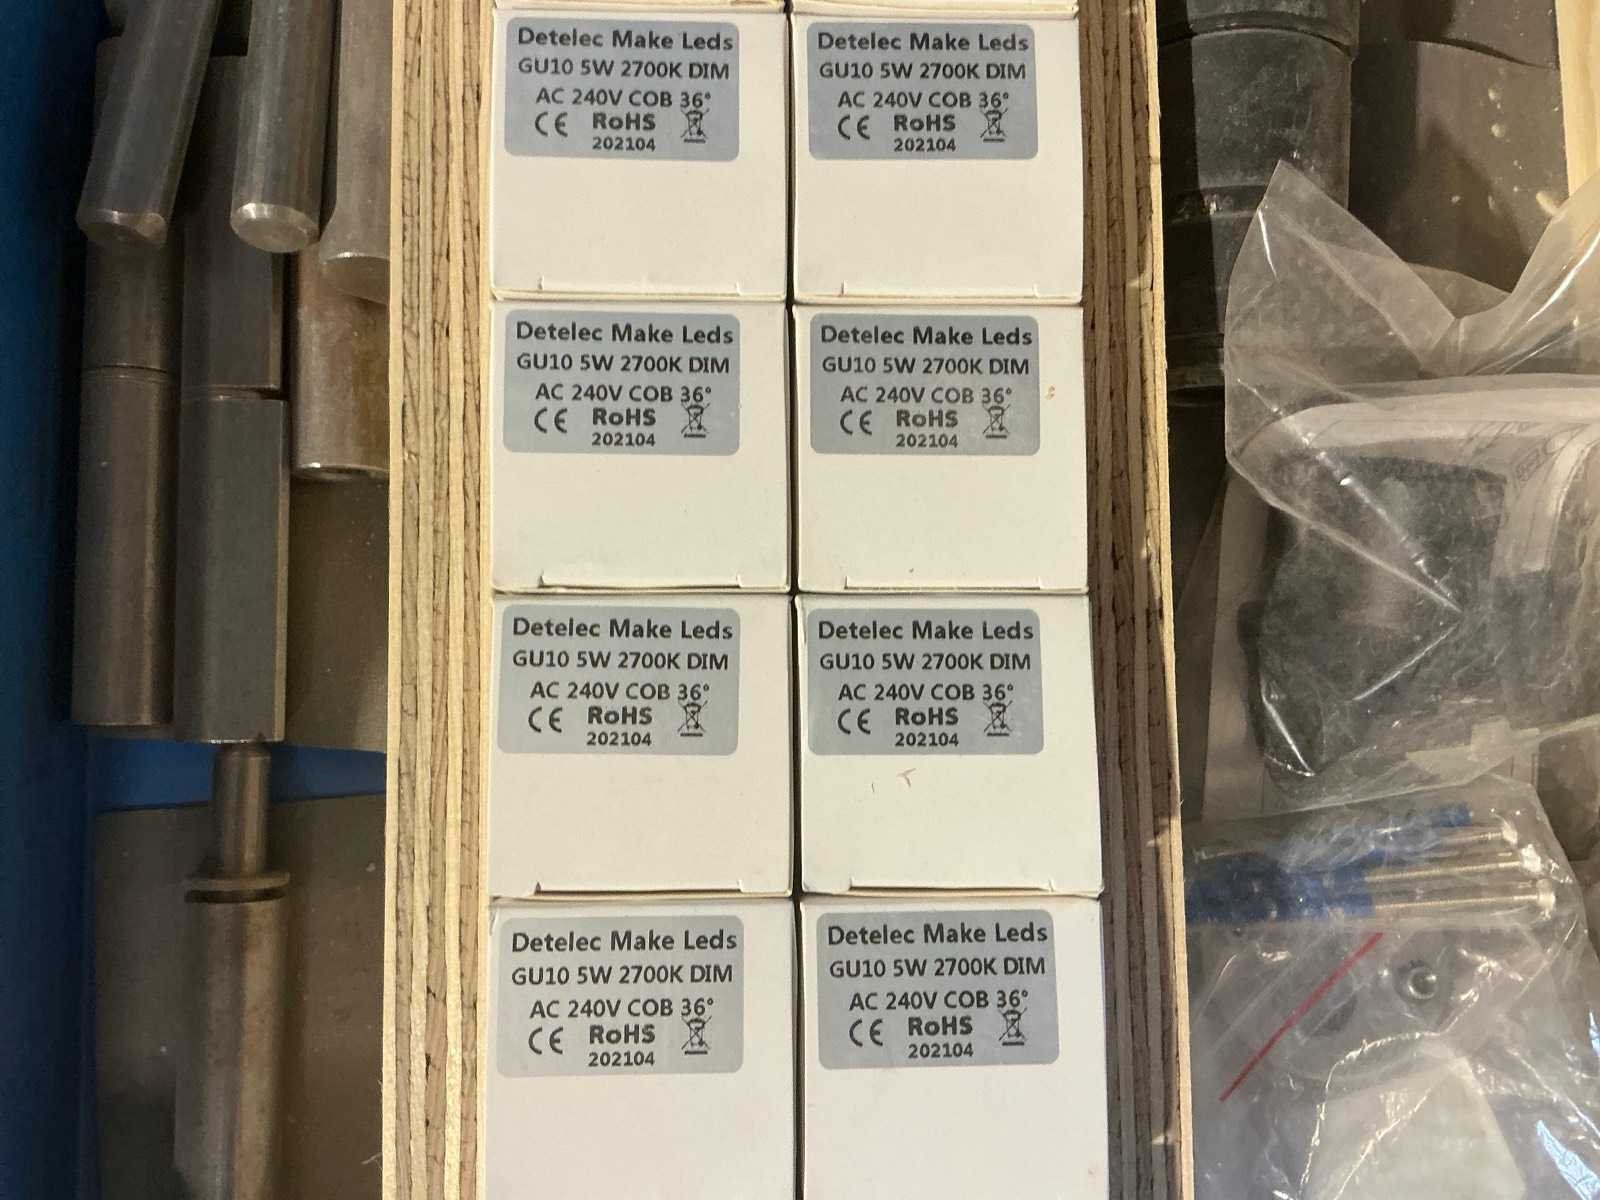 Detelec Make Leds
GU10 5W 2700K DIM
AC 240V COB 36°
CE RoHS
202104
Detelec Make Leds
GU10 5W 2700K DIM
AC 240V COB 36°
CE RoHS
202104
Detelec Make Leds
GU10 5W 2700K DIM
AC 240V COB 36°
CE RoHS
202104
Detelec Make Leds
GU10 5W 2700K DIM
AC 240V COB 36°
CE RoHS
202104
Detelec Make Leds
GU10 5W 2700K DIM
AC 240V COB 36°
CE RoHS
202104
Detelec Make Leds
GU10 5W 2700K DIM
AC 240V COB 36°
CE RoHS
202104
Detelec Make Leds
GU10 5W 2700K DIM
AC 240V COB 36°
CE RoHS
202104
Detelec Make Leds
GU10 5W 2700K DIM
AC 240V COB 36°
CE RoHS
202104